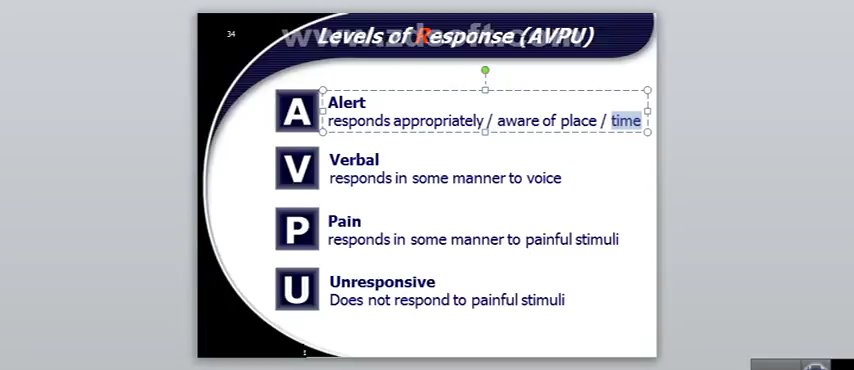 34
Levels of Response (AVPU)
A
Alert
responds appropriately / aware of place / time
V
Verbal
responds in some manner to voice
P
Pain
responds in some manner to painful stimuli
U
Unresponsive
Does not respond to painful stimuli